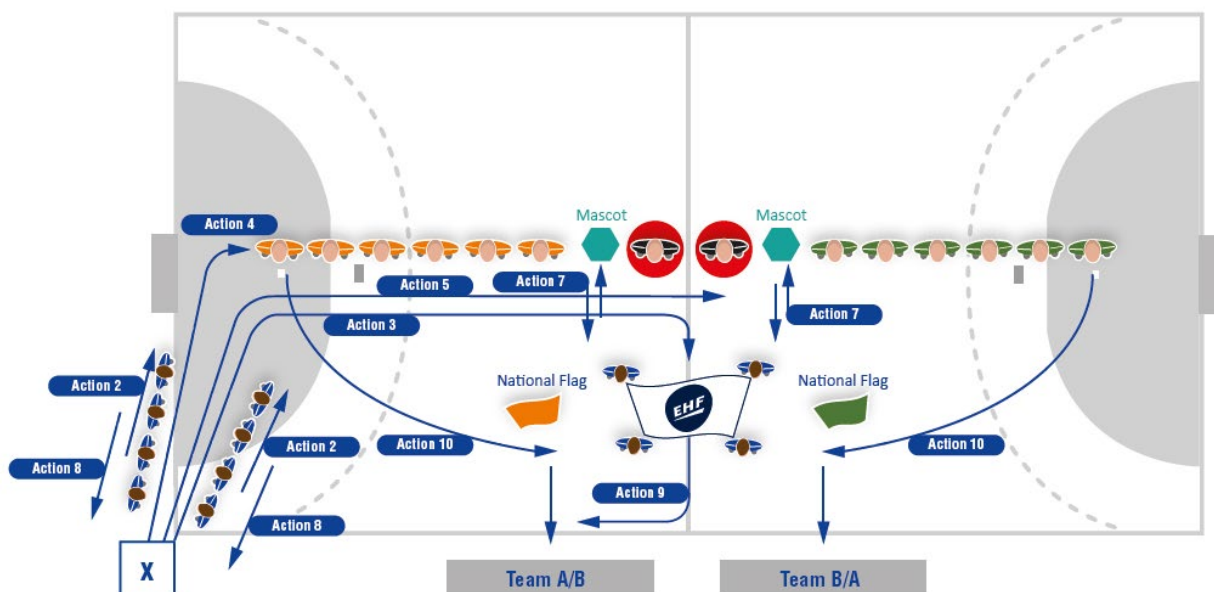 Action 4
Mascot
Mascot
Action 5
Action 7
Action 7
Action 3
Action 2
National Flag
National Flag
EHF
Action 10
Action 10
Action 2
Action 8
Action 9
Action 8
X
Team A/B
Team B/A